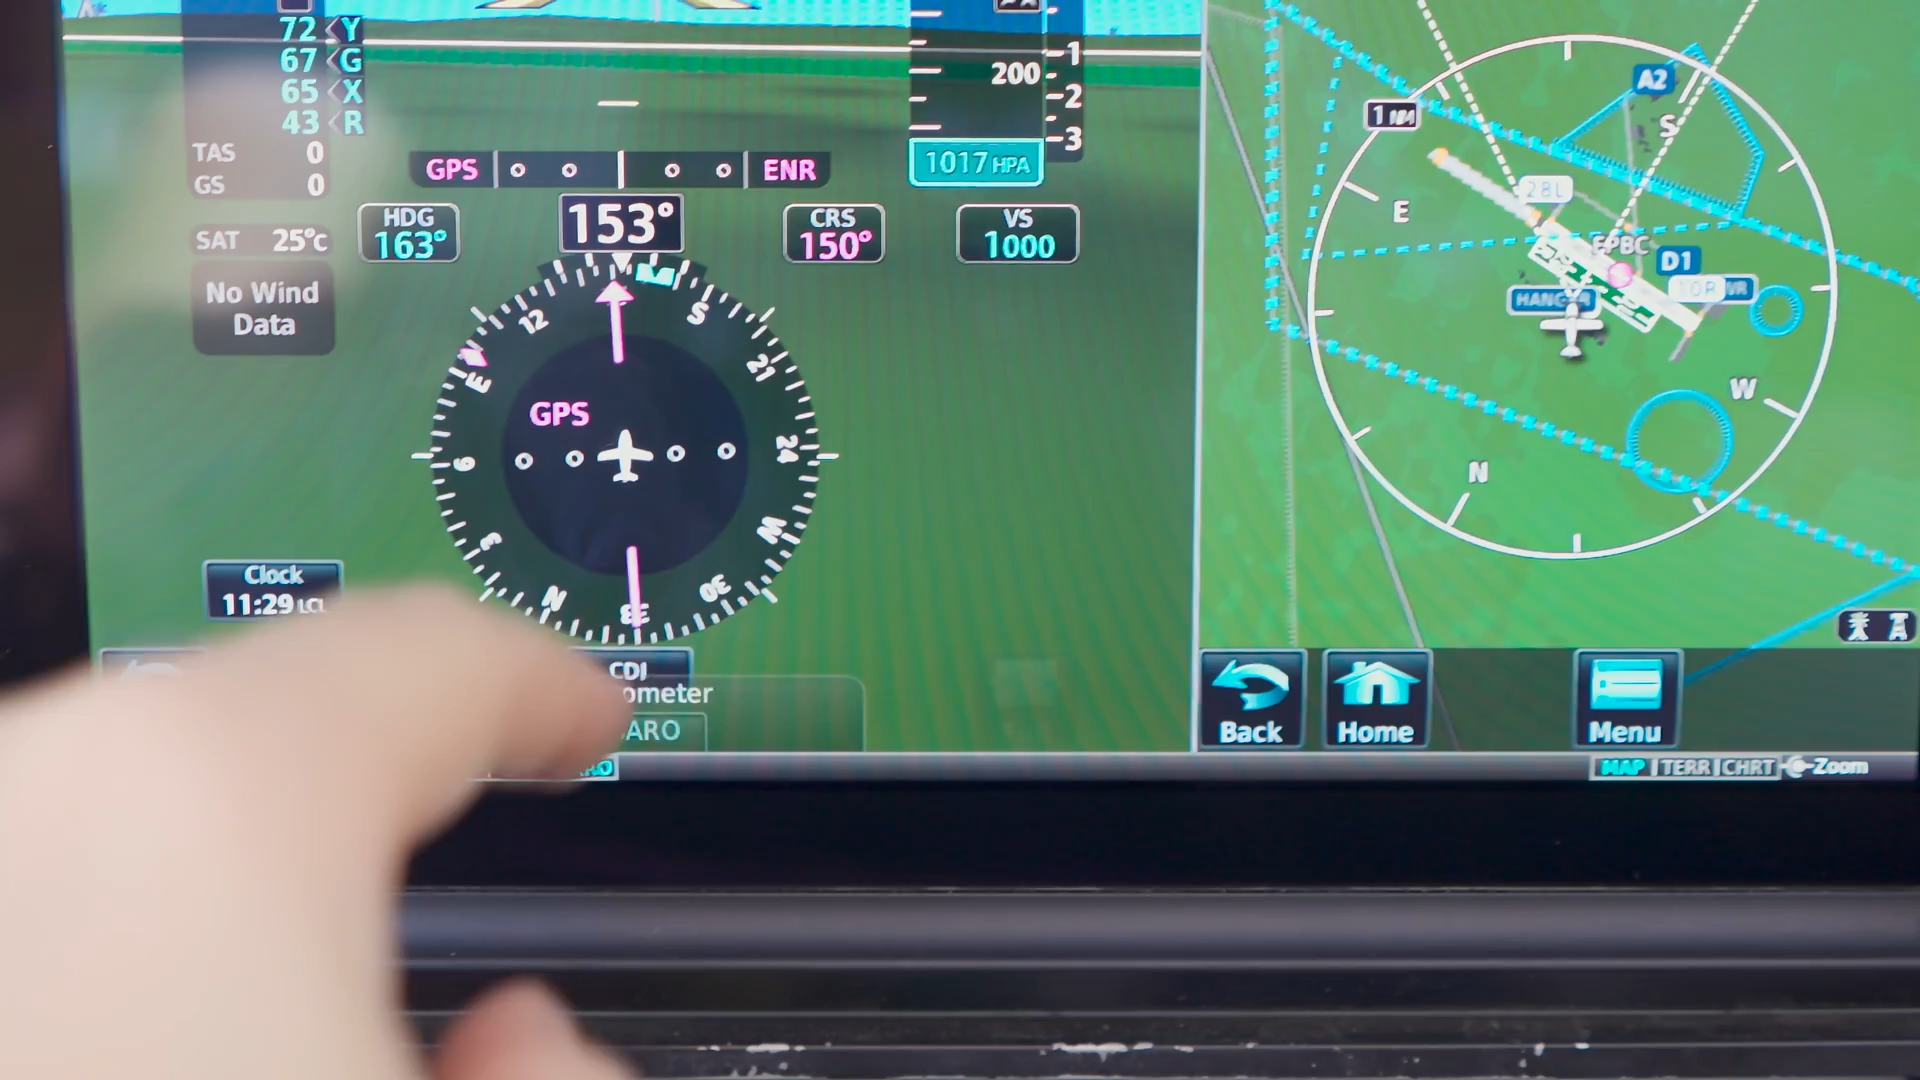 72 Y
67 G
65 X
43 R
TAS 0
GS 0
SAT 25°C
No Wind
Data
GPS ENR
HDG
163°
153°
CRS
150°
VS
1000
200
1
2
3
1017 HPA
12
S
21
24
W
30
33
N
3
6
E
GPS
Clock
11:29 LCL
CDI
ometer
ARO
1 NM
A2
S
28L
E
EPBC
D1
10R
W
N
Back
Home
Menu
MAP TERR CHRT Zoom